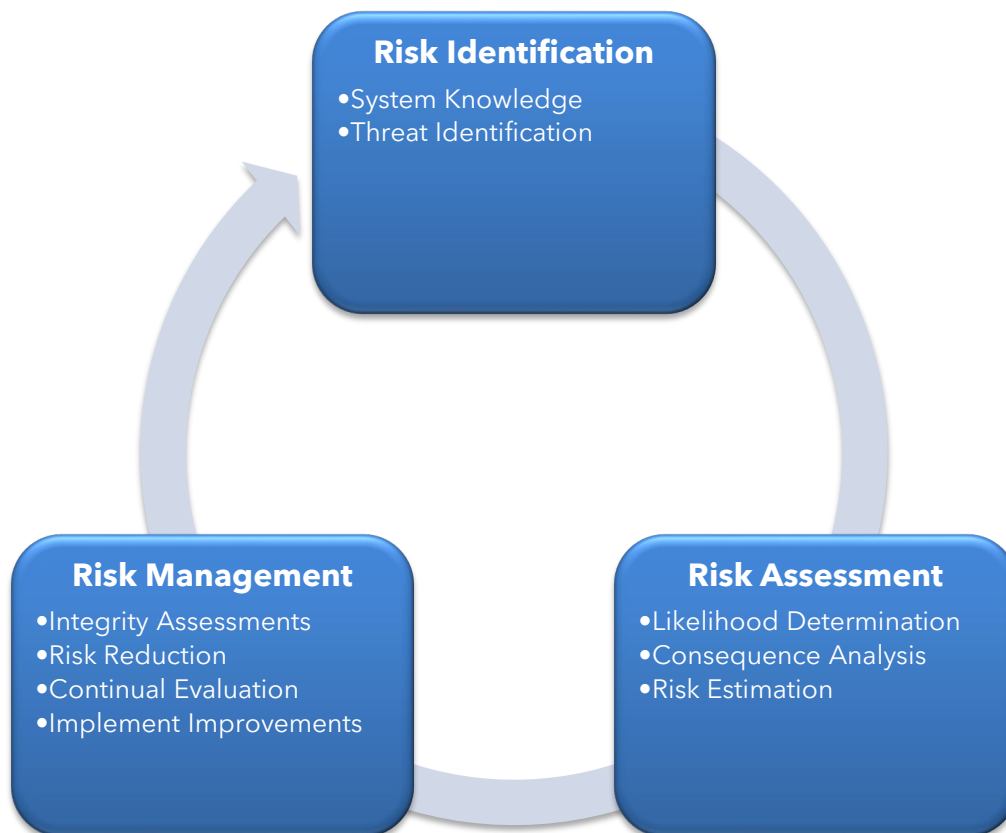 Risk Identification
•System Knowledge
•Threat Identification
Risk Management
•Integrity Assessments
•Risk Reduction
•Continual Evaluation
•Implement Improvements
Risk Assessment
•Likelihood Determination
•Consequence Analysis
•Risk Estimation